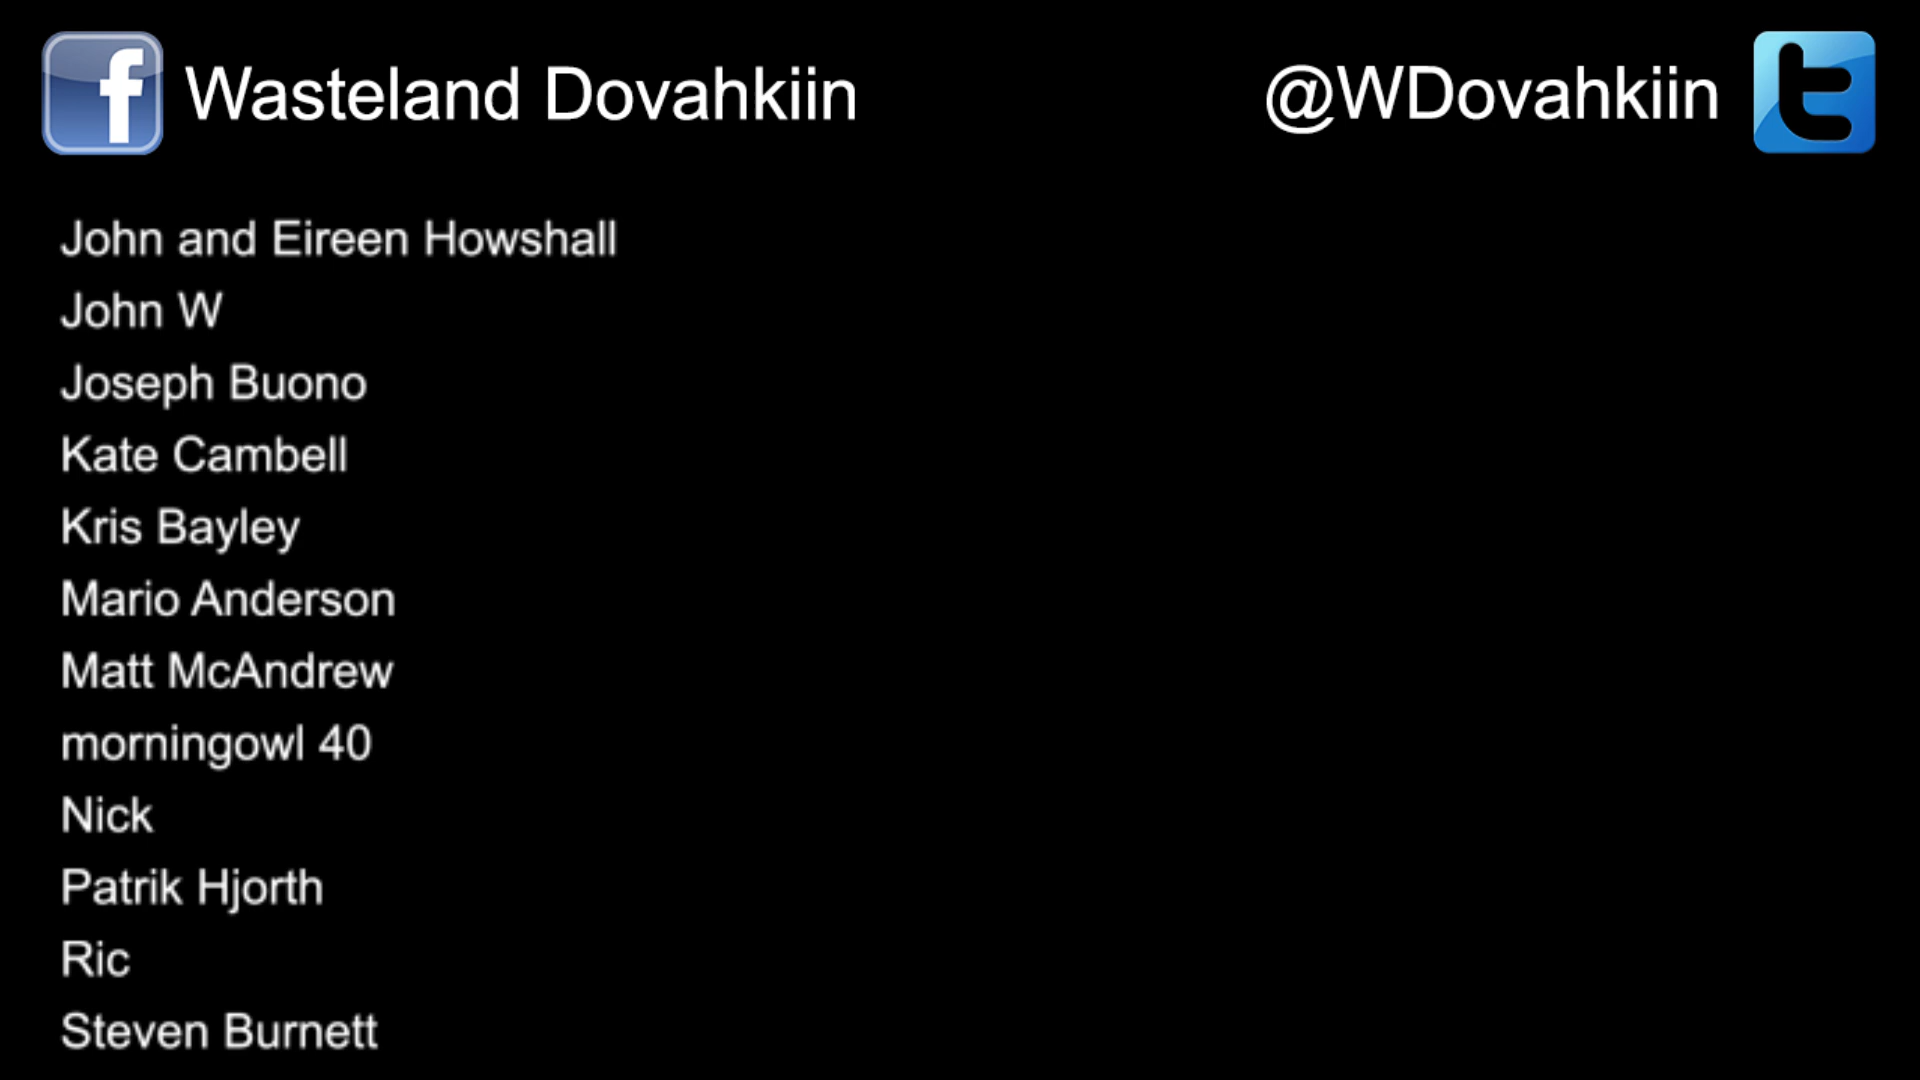 Wasteland Dovahkiin
@WDovahkiin
John and Eireen Howshall
John W
Joseph Buono
Kate Cambell
Kris Bayley
Mario Anderson
Matt McAndrew
morningowl 40
Nick
Patrik Hjorth
Ric
Steven Burnett